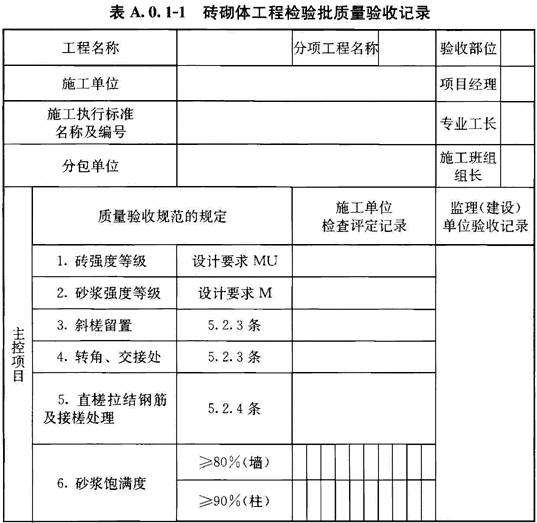 表 A.0.1-1 砖砌体工程检验批质量验收记录
工程名称 分项工程名称 验收部位
施工单位 项目经理
施工执行标准
名称及编号
专业工长
分包单位
施工班组
组长
主控项目
质量验收规范的规定
施工单位
检查评定记录
监理(建设)
单位验收记录
1. 砖强度等级 设计要求 MU
2. 砂浆强度等级 设计要求 M
3. 斜槎留置 5.2.3 条
4. 转角、交接处 5.2.3 条
5. 直槎拉结钢筋
及接槎处理
5.2.4 条
6. 砂浆饱满度
≥80%(墙)
≥90%(柱)